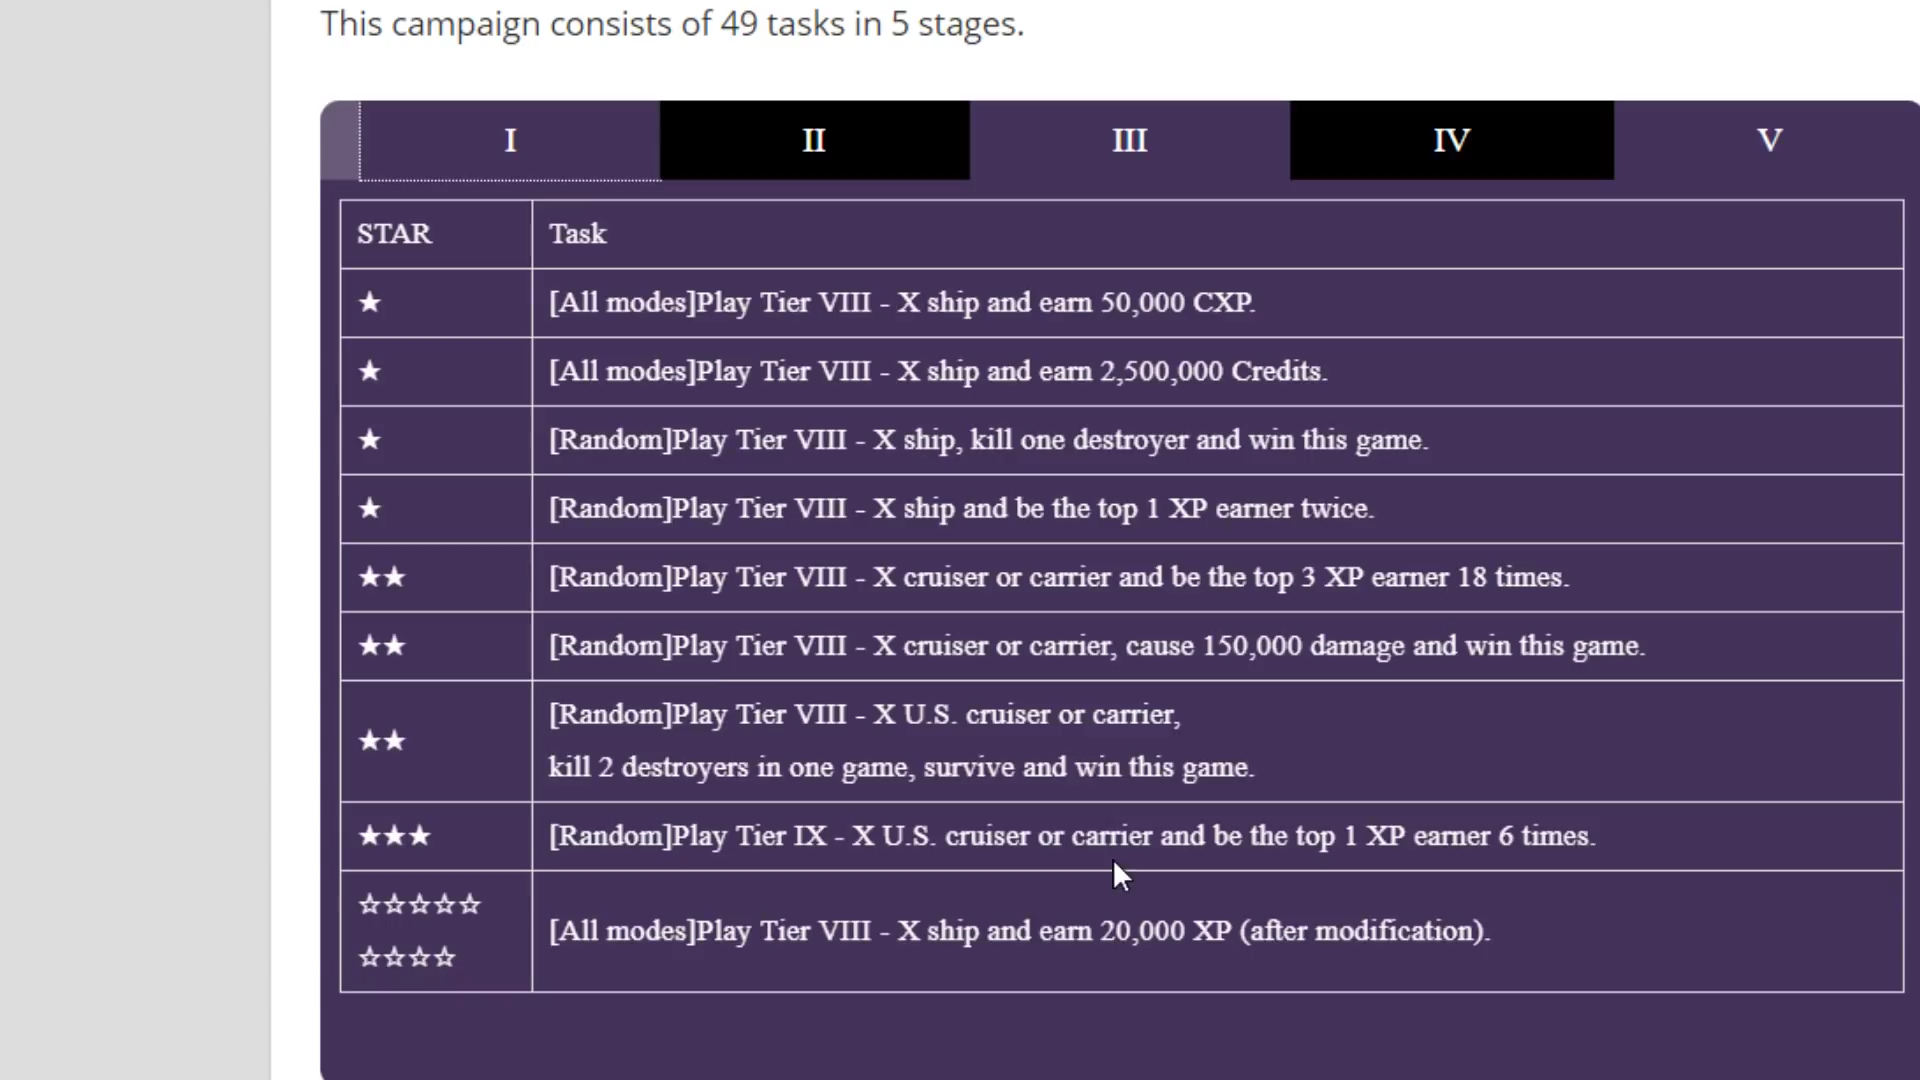 This campaign consists of 49 tasks in 5 stages.
I II III IV V
STAR Task
★ [All modes]Play Tier VIII - X ship and earn 50,000 CXP.
★ [All modes]Play Tier VIII - X ship and earn 2,500,000 Credits.
★ [Random]Play Tier VIII - X ship, kill one destroyer and win this game.
★ [Random]Play Tier VIII - X ship and be the top 1 XP earner twice.
★★ [Random]Play Tier VIII - X cruiser or carrier and be the top 3 XP earner 18 times.
★★ [Random]Play Tier VIII - X cruiser or carrier, cause 150,000 damage and win this game.
★★ [Random]Play Tier VIII - X U.S. cruiser or carrier,
kill 2 destroyers in one game, survive and win this game.
★★★ [Random]Play Tier IX - X U.S. cruiser or carrier and be the top 1 XP earner 6 times.
☆☆☆☆☆
☆☆☆☆
[All modes]Play Tier VIII - X ship and earn 20,000 XP (after modification).